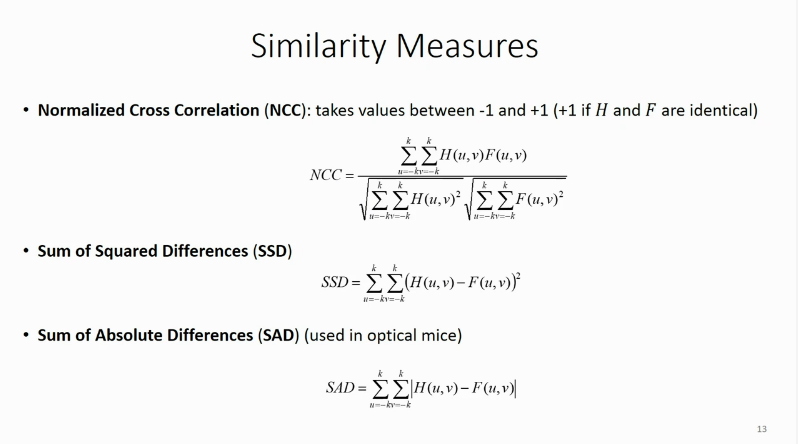 Similarity Measures
• Normalized Cross Correlation (NCC): takes values between -1 and +1 (+1 if H and F are identical)
NCC = \frac{\sum_{u=-k}^{k} \sum_{v=-k}^{k} H(u,v)F(u,v)}{\sqrt{\sum_{u=-k}^{k} \sum_{v=-k}^{k} H(u,v)^2} \sqrt{\sum_{u=-k}^{k} \sum_{v=-k}^{k} F(u,v)^2}}
• Sum of Squared Differences (SSD)
SSD = \sum_{u=-k}^{k} \sum_{v=-k}^{k} (H(u,v) - F(u,v))^2
• Sum of Absolute Differences (SAD) (used in optical mice)
SAD = \sum_{u=-k}^{k} \sum_{v=-k}^{k} |H(u,v) - F(u,v)|
13